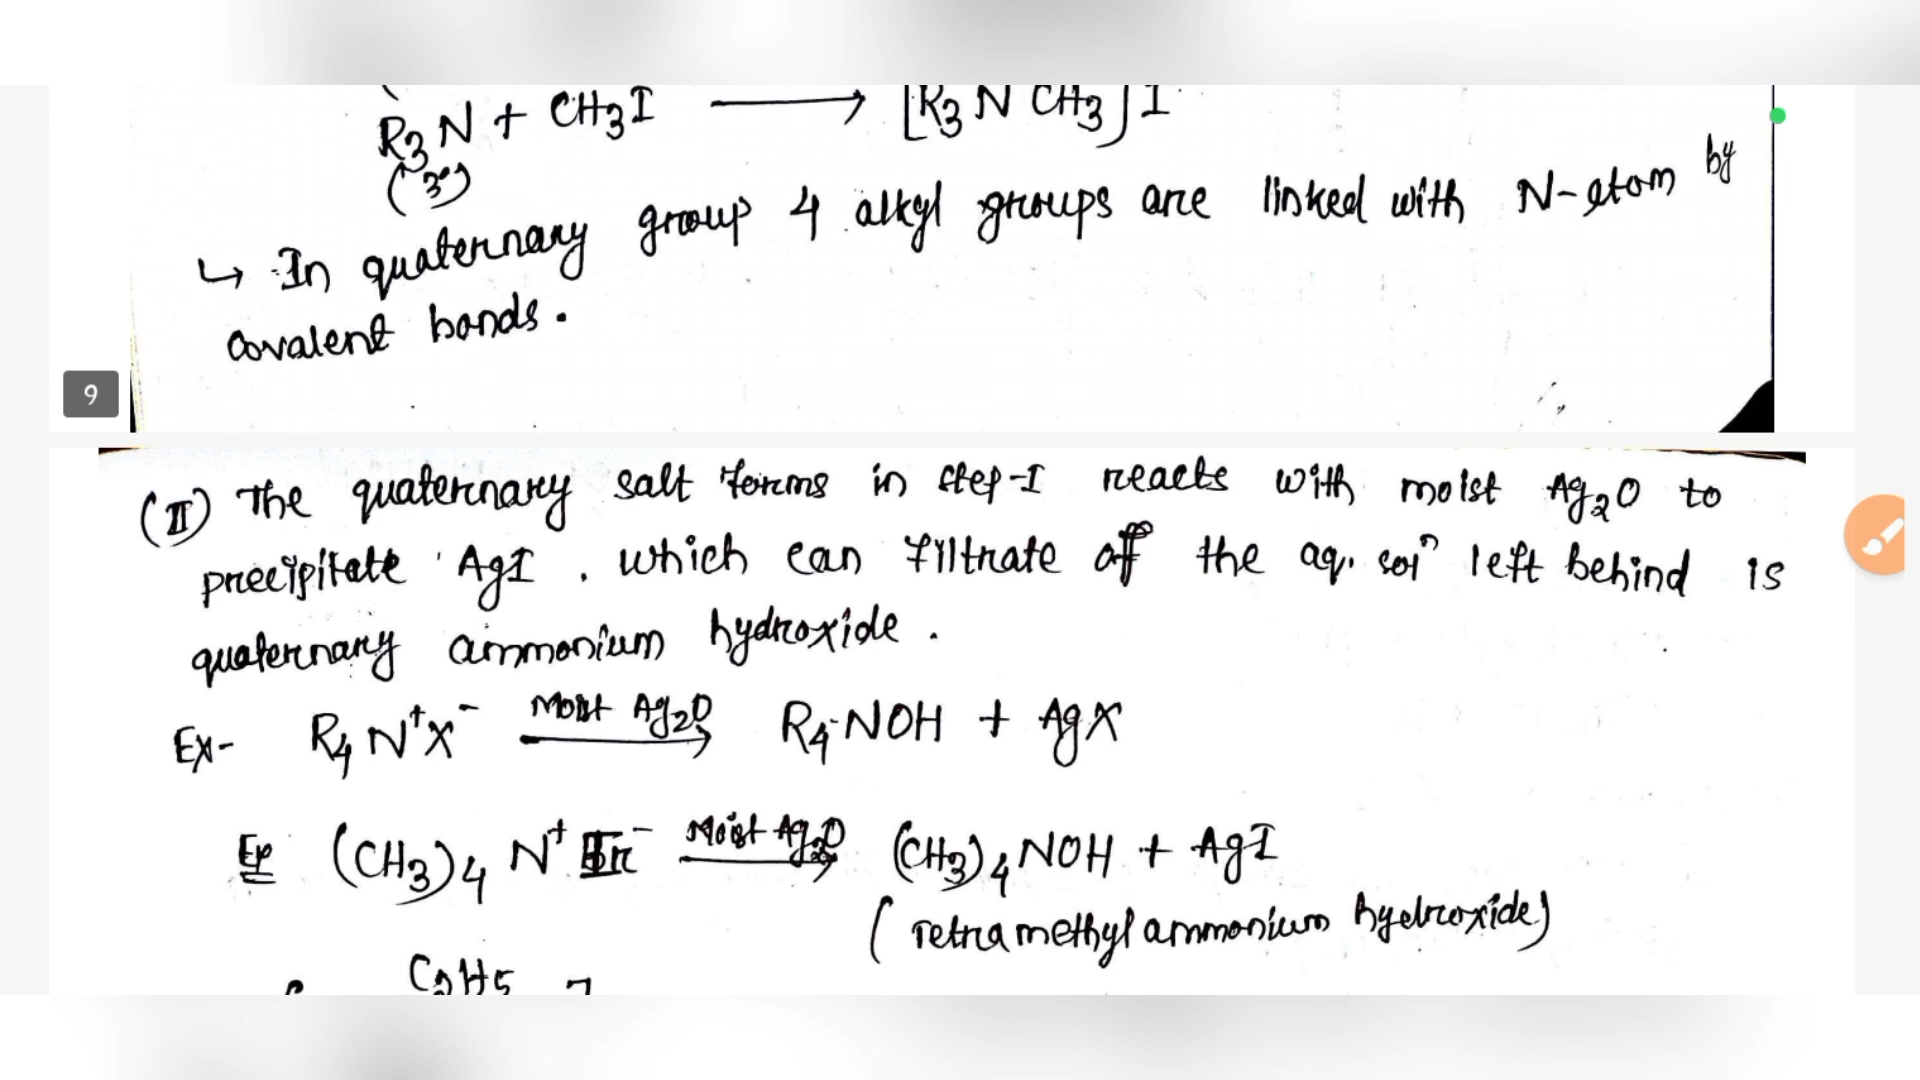 R₃N + CH₃I ⟶ [R₃N CH₃] I
(3°)
↳ In quaternary group 4 alkyl groups are linked with N-atom by
covalent bonds.
9
(II) The quaternary salt forms in step-I reacts with moist Ag₂O to
precipitate AgI. which can filtrate off the aq. solⁿ left behind is
quaternary ammonium hydroxide.
Ex- R₄N⁺X⁻ ⟶ Moist Ag₂O R₄NOH + AgX
Ex (CH₃)₄ N⁺ I⁻ ⟶ Moist Ag₂O (CH₃)₄NOH + AgI
(Tetramethyl ammonium hydroxide)
C₂H₅